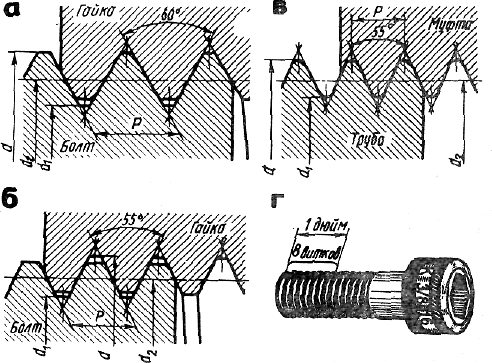 а
Гайка
60°
P
Болт
d
d2
d1
в
P
55°
Муфта
Труба
d
d1
d2
б
55°
Гайка
P
Болт
d1
d
d2
г
1 дюйм
8 витков